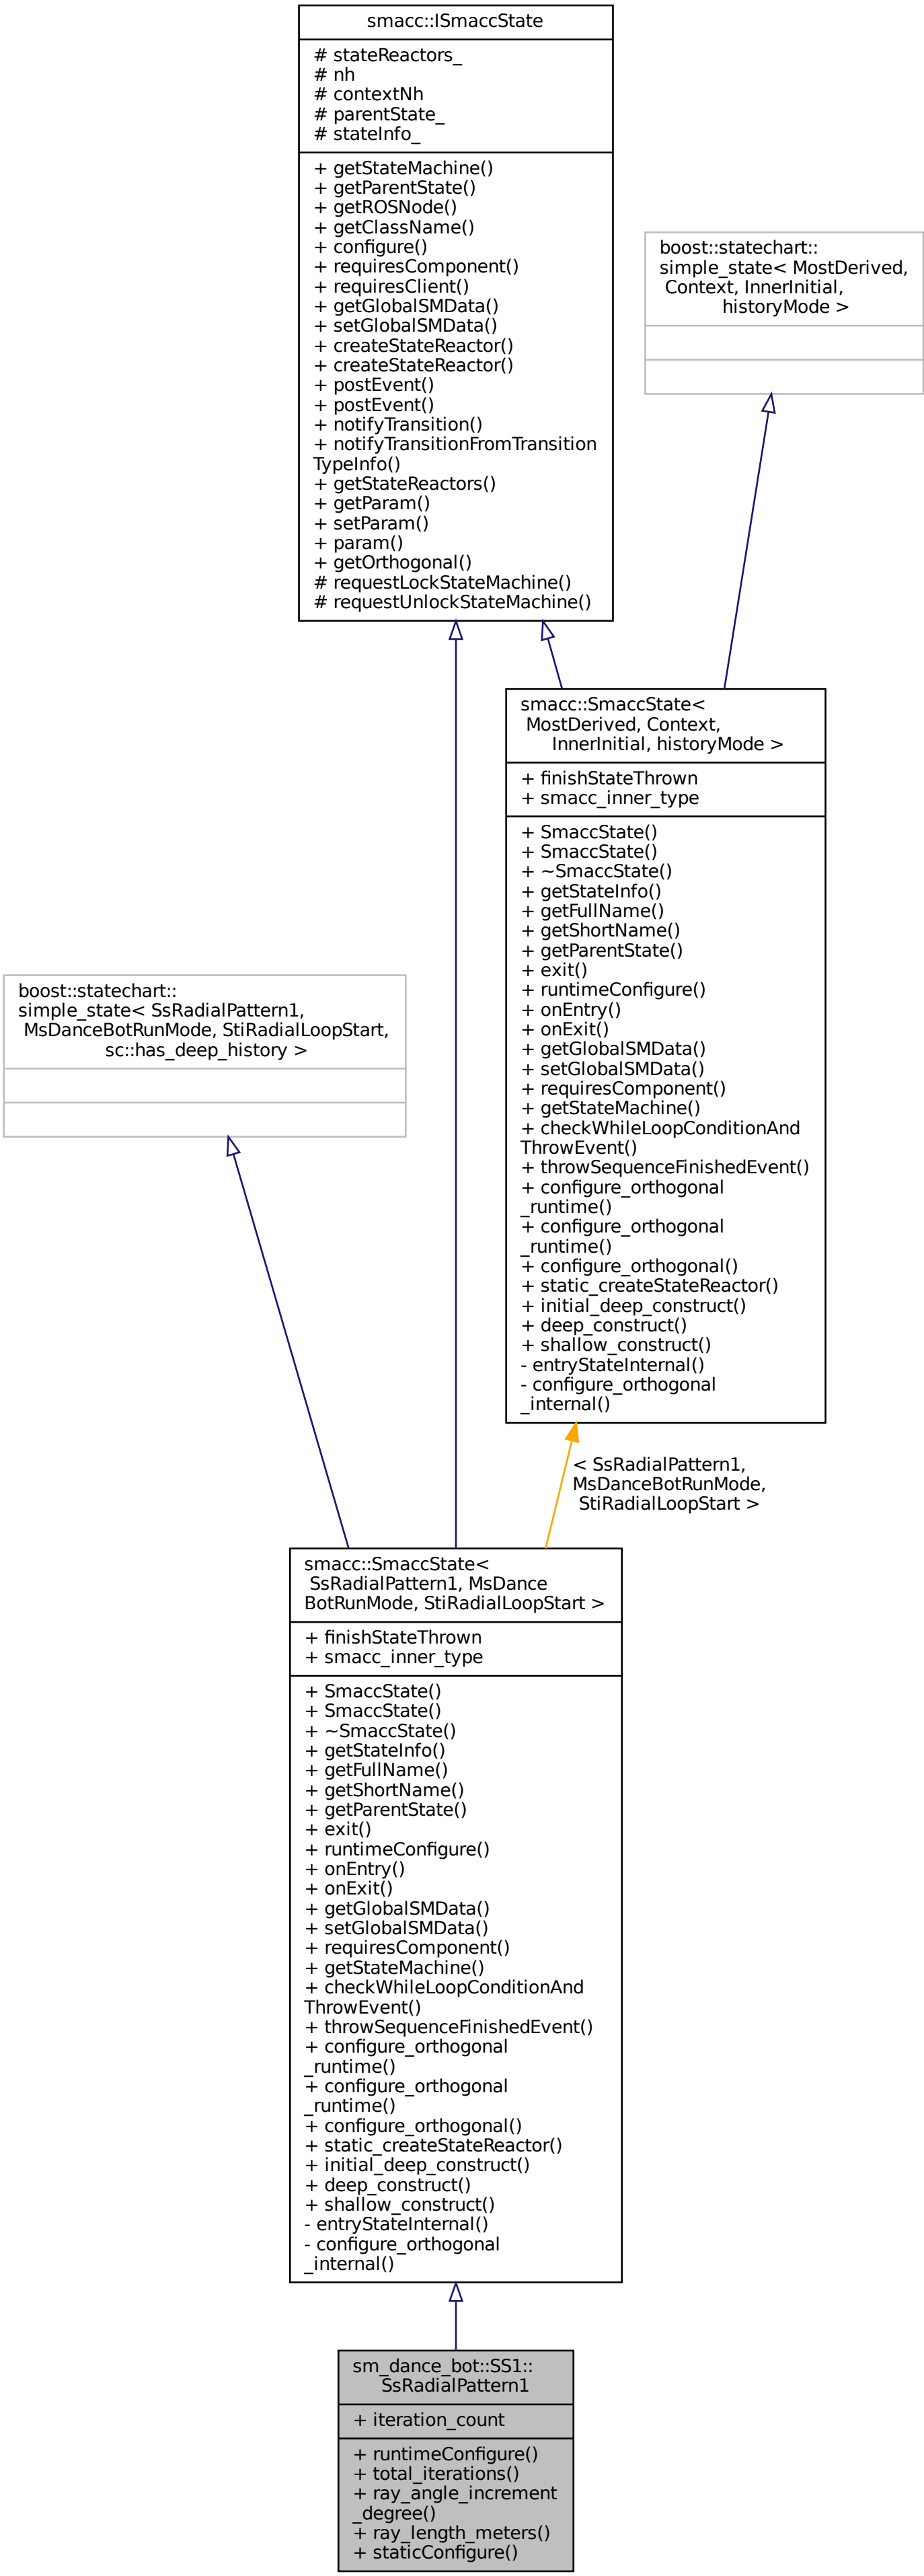 smacc::ISmaccState
# stateReactors_
# nh
# contextNh
# parentState_
# stateInfo_
+ getStateMachine()
+ getParentState()
+ getROSNode()
+ getClassName()
+ configure()
+ requiresComponent()
+ requiresClient()
+ getGlobalSMData()
+ setGlobalSMData()
+ createStateReactor()
+ createStateReactor()
+ postEvent()
+ postEvent()
+ notifyTransition()
+ notifyTransitionFromTransition
TypeInfo()
+ getStateReactors()
+ getParam()
+ setParam()
+ param()
+ getOrthogonal()
# requestLockStateMachine()
# requestUnlockStateMachine()
boost::statechart::
simple_state< MostDerived,
Context, InnerInitial,
historyMode >
smacc::SmaccState<
MostDerived, Context,
InnerInitial, historyMode >
+ finishStateThrown
+ smacc_inner_type
+ SmaccState()
+ SmaccState()
+ ~SmaccState()
+ getStateInfo()
+ getFullName()
+ getShortName()
+ getParentState()
+ exit()
+ runtimeConfigure()
+ onEntry()
+ onExit()
+ getGlobalSMData()
+ setGlobalSMData()
+ requiresComponent()
+ getStateMachine()
+ checkWhileLoopConditionAnd
ThrowEvent()
+ throwSequenceFinishedEvent()
+ configure_orthogonal
_runtime()
+ configure_orthogonal
_runtime()
+ configure_orthogonal()
+ static_createStateReactor()
+ initial_deep_construct()
+ deep_construct()
+ shallow_construct()
- entryStateInternal()
- configure_orthogonal
_internal()
boost::statechart::
simple_state< SsRadialPattern1,
MsDanceBotRunMode, StiRadialLoopStart,
sc::has_deep_history >
< SsRadialPattern1,
MsDanceBotRunMode,
StiRadialLoopStart >
smacc::SmaccState<
SsRadialPattern1, MsDance
BotRunMode, StiRadialLoopStart >
+ finishStateThrown
+ smacc_inner_type
+ SmaccState()
+ SmaccState()
+ ~SmaccState()
+ getStateInfo()
+ getFullName()
+ getShortName()
+ getParentState()
+ exit()
+ runtimeConfigure()
+ onEntry()
+ onExit()
+ getGlobalSMData()
+ setGlobalSMData()
+ requiresComponent()
+ getStateMachine()
+ checkWhileLoopConditionAnd
ThrowEvent()
+ throwSequenceFinishedEvent()
+ configure_orthogonal
_runtime()
+ configure_orthogonal
_runtime()
+ configure_orthogonal()
+ static_createStateReactor()
+ initial_deep_construct()
+ deep_construct()
+ shallow_construct()
- entryStateInternal()
- configure_orthogonal
_internal()
sm_dance_bot::SS1::
SsRadialPattern1
+ iteration_count
+ runtimeConfigure()
+ total_iterations()
+ ray_angle_increment
_degree()
+ ray_length_meters()
+ staticConfigure()